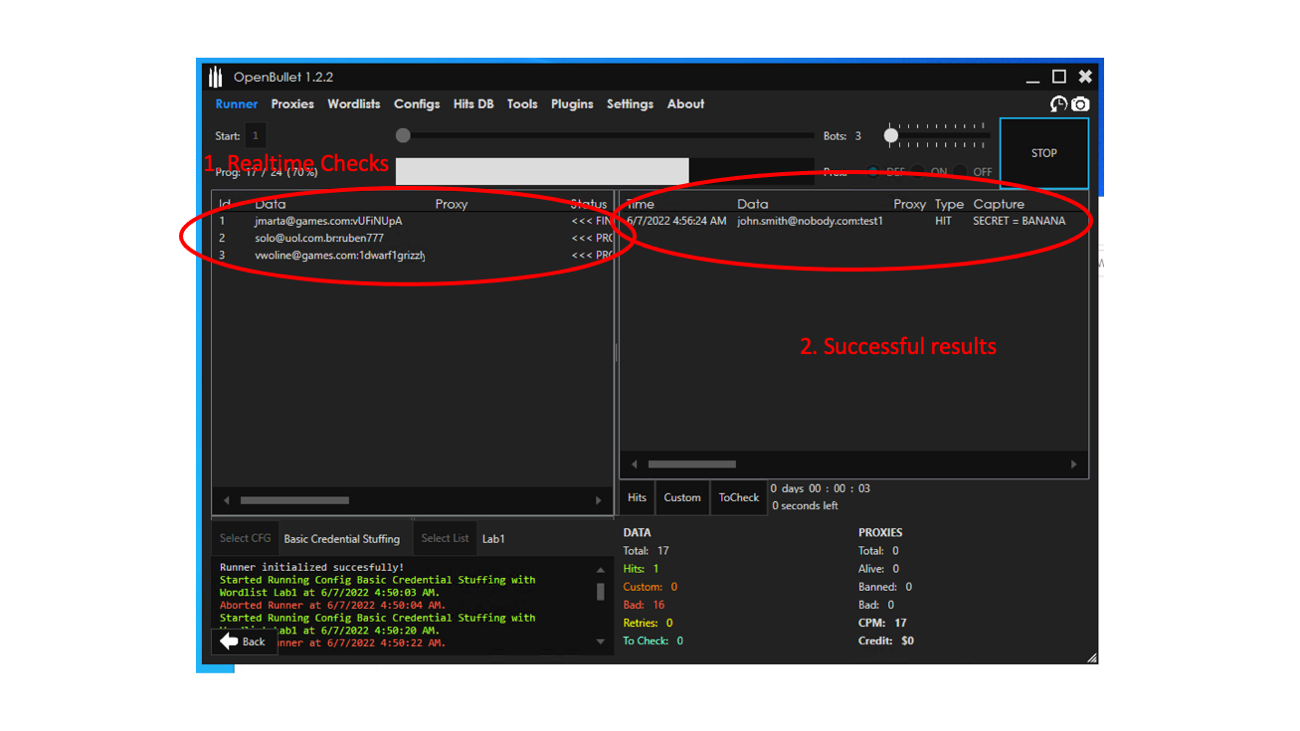 OpenBullet 1.2.2
Runner Proxies Wordlists Configs Hits DB Tools Plugins Settings About
Start: 1
Bots: 3
STOP
1. Realtime Checks
Prog: 17 / 24 (70%)
DEF ON OFF
Id Data Proxy Status
1 jmarta@games.com:vUFiNUpA <<< FIN
2 solo@uol.com.br:ruben777 <<< PRO
3 vwoline@games.com:1dwarf1grizzly <<< PRO
Time Data Proxy Type Capture
6/7/2022 4:56:24 AM john.smith@nobody.com:test1 HIT SECRET = BANANA
2. Successful results
Hits Custom ToCheck
0 days 00 : 00 : 03
0 seconds left
Select CFG Basic Credential Stuffing Select List Lab1
Runner initialized succesfully!
Started Running Config Basic Credential Stuffing with
Wordlist Lab1 at 6/7/2022 4:50:03 AM.
Aborted Runner at 6/7/2022 4:50:04 AM.
Started Running Config Basic Credential Stuffing with
Lab1 at 6/7/2022 4:50:20 AM.
Back
at 6/7/2022 4:50:22 AM.
DATA
Total: 17
Hits: 1
Custom: 0
Bad: 16
Retries: 0
To Check: 0
PROXIES
Total: 0
Alive: 0
Banned: 0
Bad: 0
CPM: 17
Credit: $0